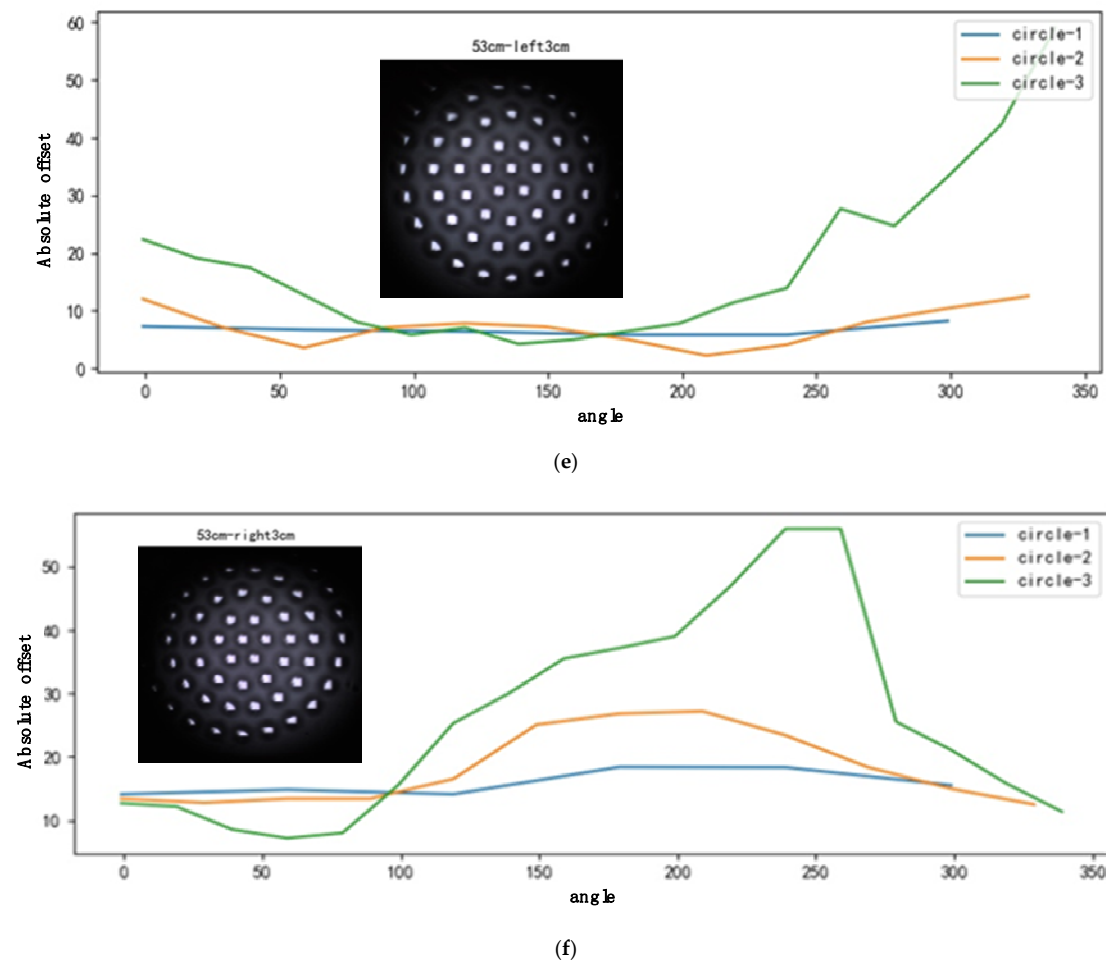 60
50
40
30
20
10
0
Absolute offset
53cm-left3cm
circle-1
circle-2
circle-3
0 50 100 150 200 250 300 350
angle
(e)
50
40
30
20
10
Absolute offset
53cm-right3cm
circle-1
circle-2
circle-3
0 50 100 150 200 250 300 350
angle
(f)